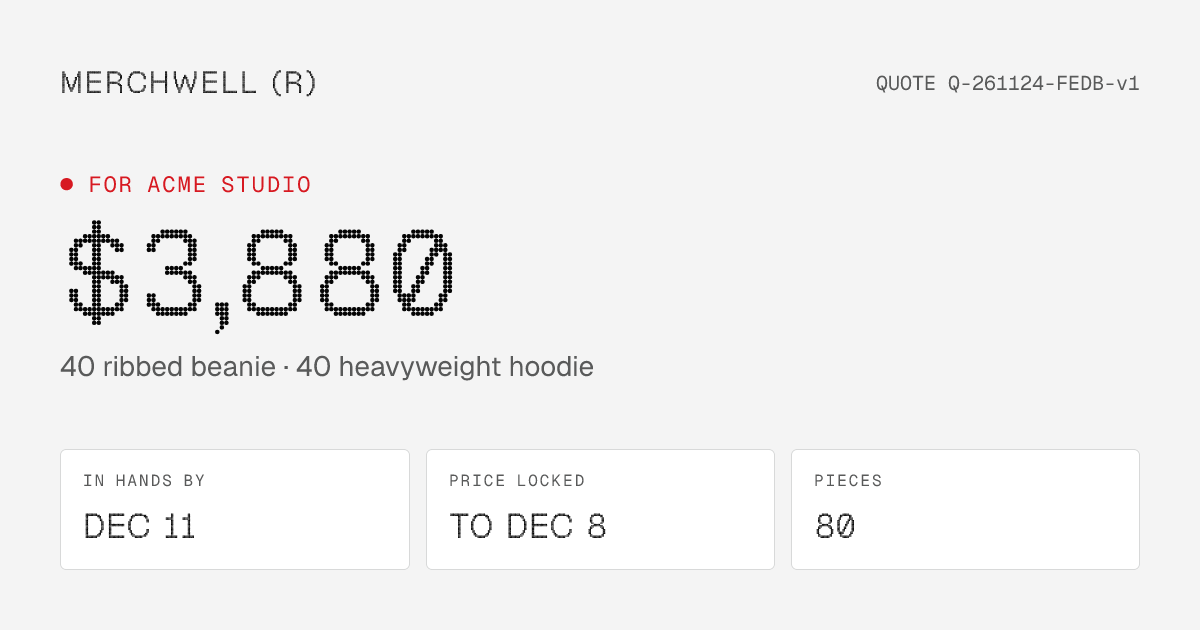 MERCHWELL (R)
QUOTE Q-261124-FEDB-v1
FOR ACME STUDIO
$3,880
40 ribbed beanie · 40 heavyweight hoodie
IN HANDS BY
DEC 11
PRICE LOCKED
TO DEC 8
PIECES
80